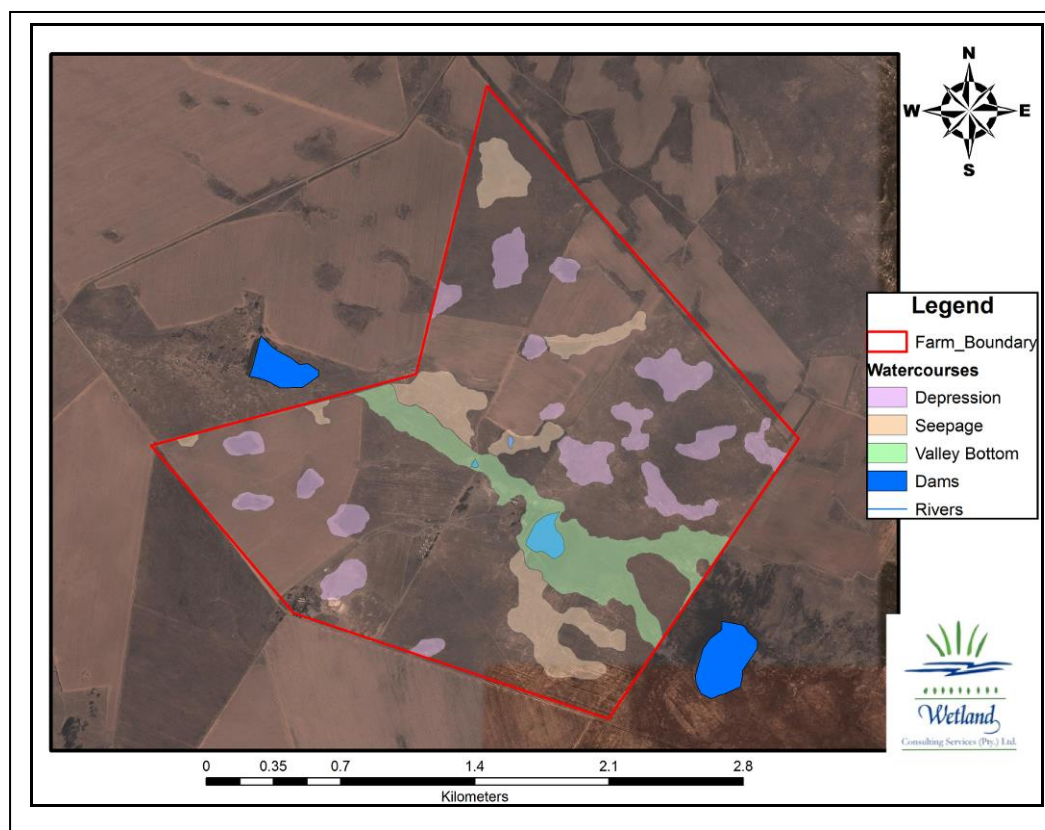 N
W E
S
Legend
Farm_Boundary
Watercourses
Depression
Seepage
Valley Bottom
Dams
Rivers
Wetland
Consulting Services (Pty.) Ltd.
0 0.35 0.7 1.4 2.1 2.8
Kilometers